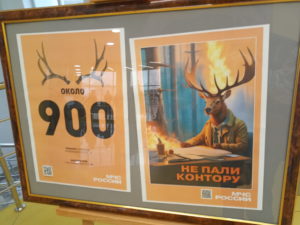 ОКОЛО
900
МЧС
РОССИИ
НЕ ПАЛИ
КОНТОРУ
МЧС
РОССИИ